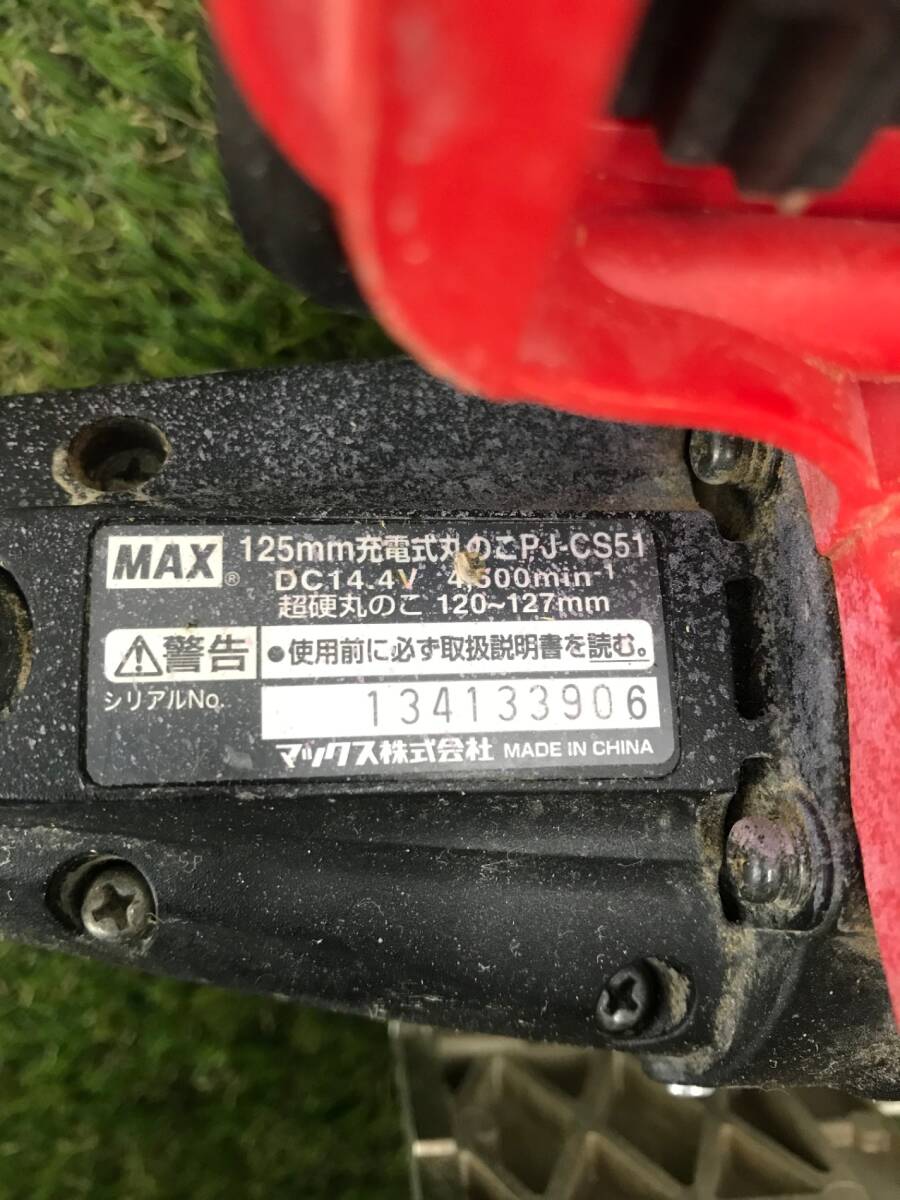 MAX®
125mm充電式丸のこPJ-CS51
DC14.4V 4,500min-1
超硬丸のこ 120~127mm
⚠警告 ●使用前に必ず取扱説明書を読む。
シリアルNo. 134133906
マックス株式会社 MADE IN CHINA